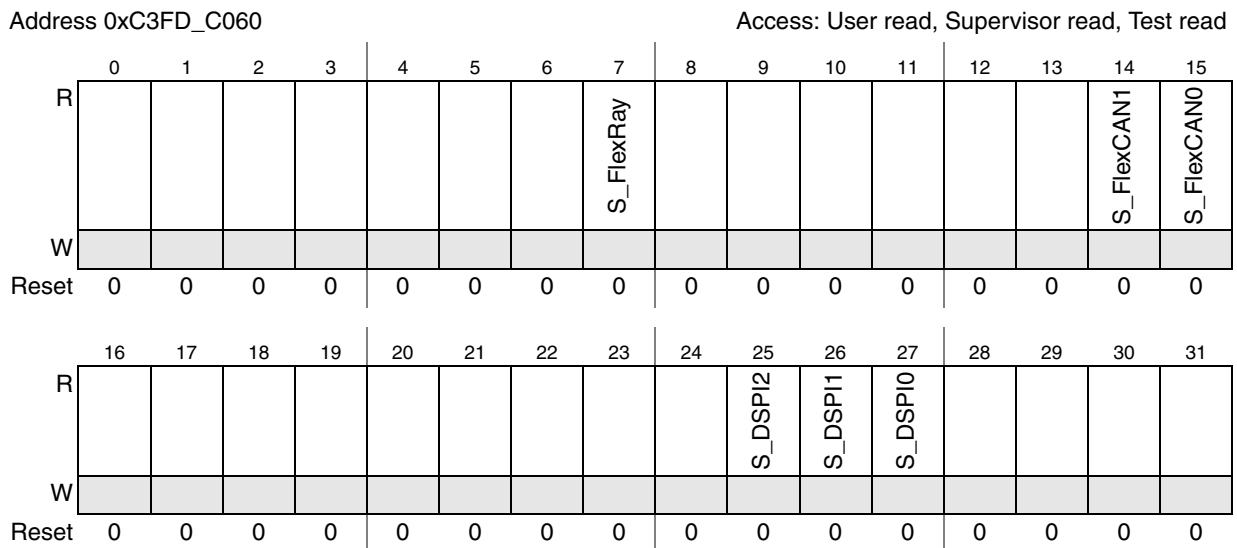 Address 0xC3FD_C060 Access: User read, Supervisor read, Test read
0 1 2 3 4 5 6 7 8 9 10 11 12 13 14 15
R S_FlexRay S_FlexCAN1 S_FlexCAN0
W
Reset 0 0 0 0 0 0 0 0 0 0 0 0 0 0 0 0
16 17 18 19 20 21 22 23 24 25 26 27 28 29 30 31
R S_DSPI2 S_DSPI1 S_DSPI0
W
Reset 0 0 0 0 0 0 0 0 0 0 0 0 0 0 0 0